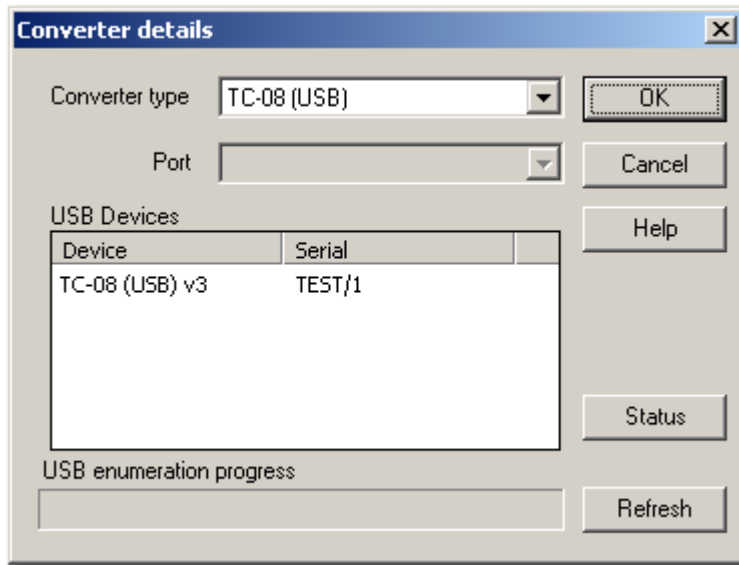 Converter details
Converter type TC-08 (USB) OK
Port Cancel
USB Devices Help
Device Serial
TC-08 (USB) v3 TEST/1
Status
USB enumeration progress
Refresh